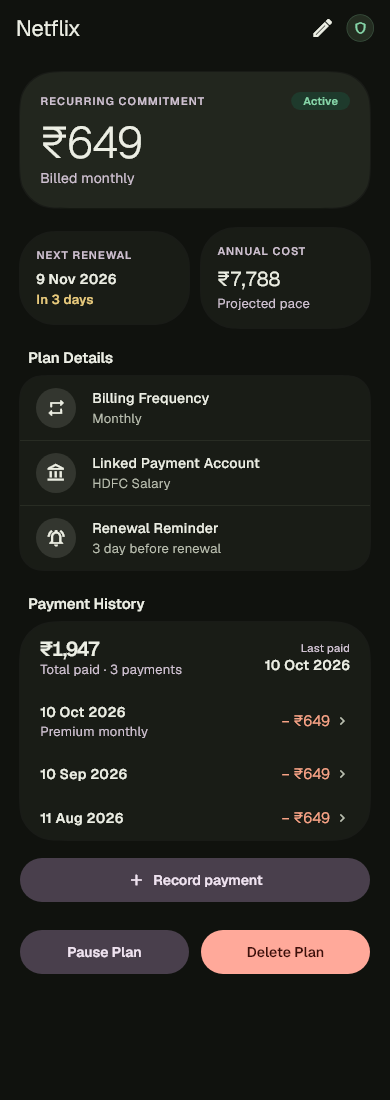 Netflix
RECURRING COMMITMENT
Active
₹649
Billed monthly
NEXT RENEWAL
9 Nov 2026
In 3 days
ANNUAL COST
₹7,788
Projected pace
Plan Details
Billing Frequency
Monthly
Linked Payment Account
HDFC Salary
Renewal Reminder
3 day before renewal
Payment History
₹1,947
Total paid · 3 payments
Last paid
10 Oct 2026
10 Oct 2026
Premium monthly
– ₹649
10 Sep 2026
– ₹649
11 Aug 2026
– ₹649
+ Record payment
Pause Plan
Delete Plan